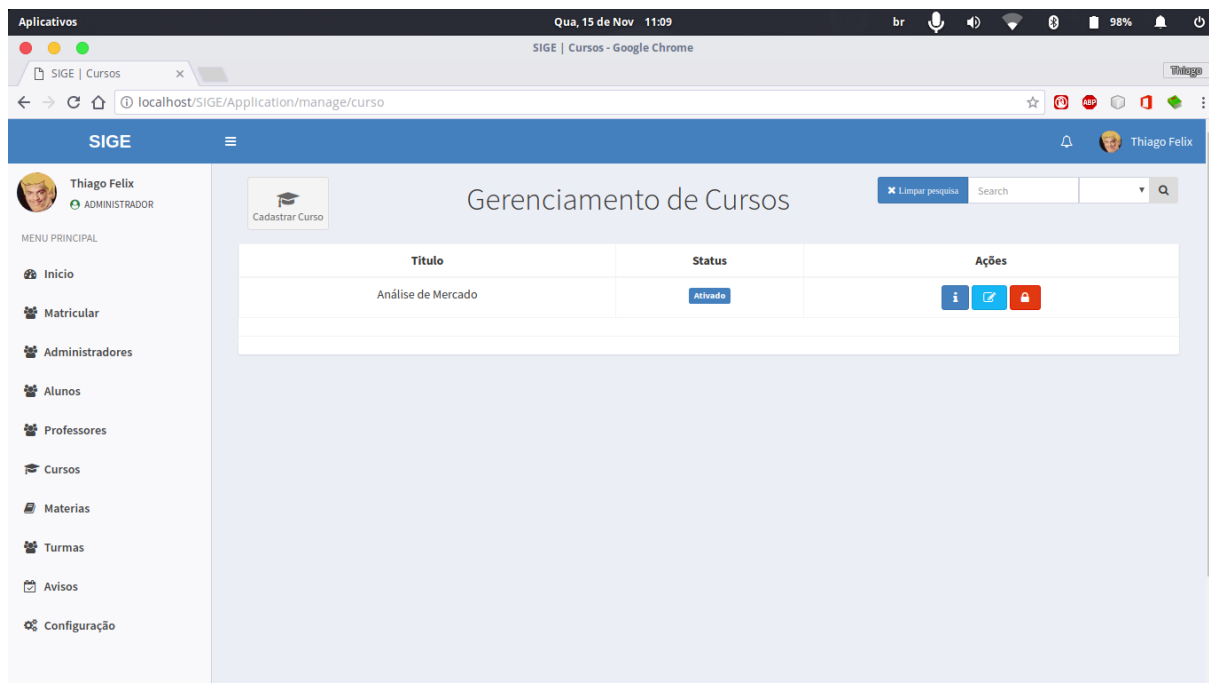 Aplicativos Qua, 15 de Nov 11:09 br 98%
SIGE | Cursos - Google Chrome
SIGE | Cursos × Thiago
localhost/SIGE/Application/manage/curso ABP
SIGE Thiago Felix
Thiago Felix
ADMINISTRADOR
MENU PRINCIPAL
Inicio
Matricular
Administradores
Alunos
Professores
Cursos
Materias
Turmas
Avisos
Configuração
Cadastrar Curso
Gerenciamento de Cursos
Limpar pesquisa Search
Titulo Status Ações
Análise de Mercado Ativado